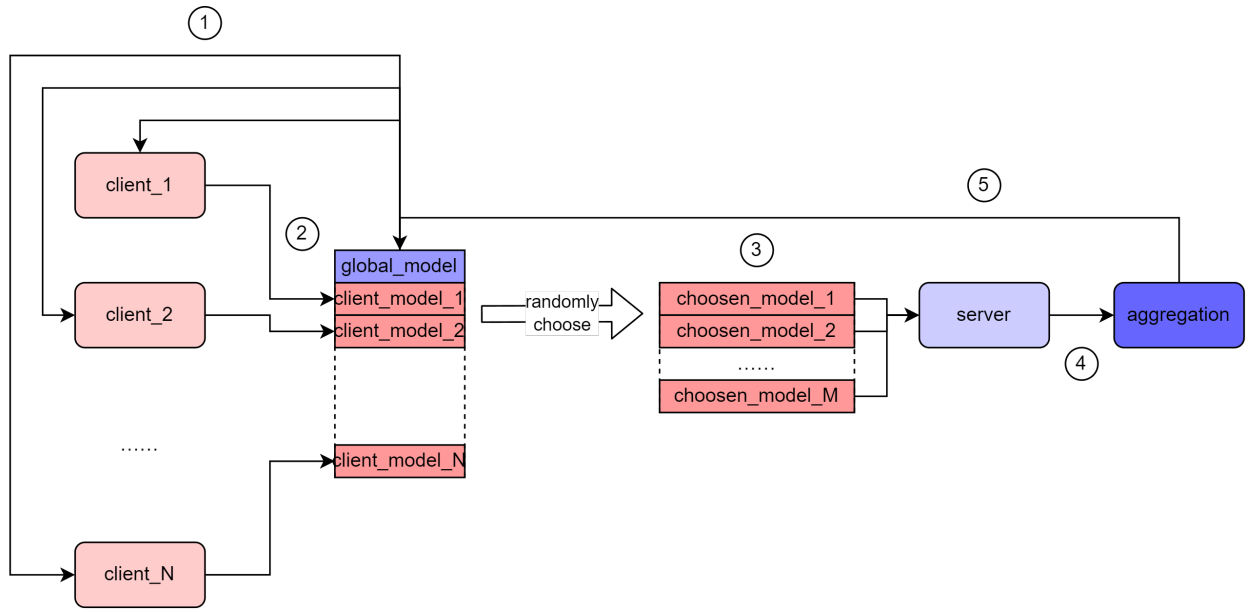 1
client_1
client_2
……
client_N
2
global_model
client_model_1
client_model_2
client_model_N
randomly
choose
3
choosen_model_1
choosen_model_2
……
choosen_model_M
server
4
aggregation
5